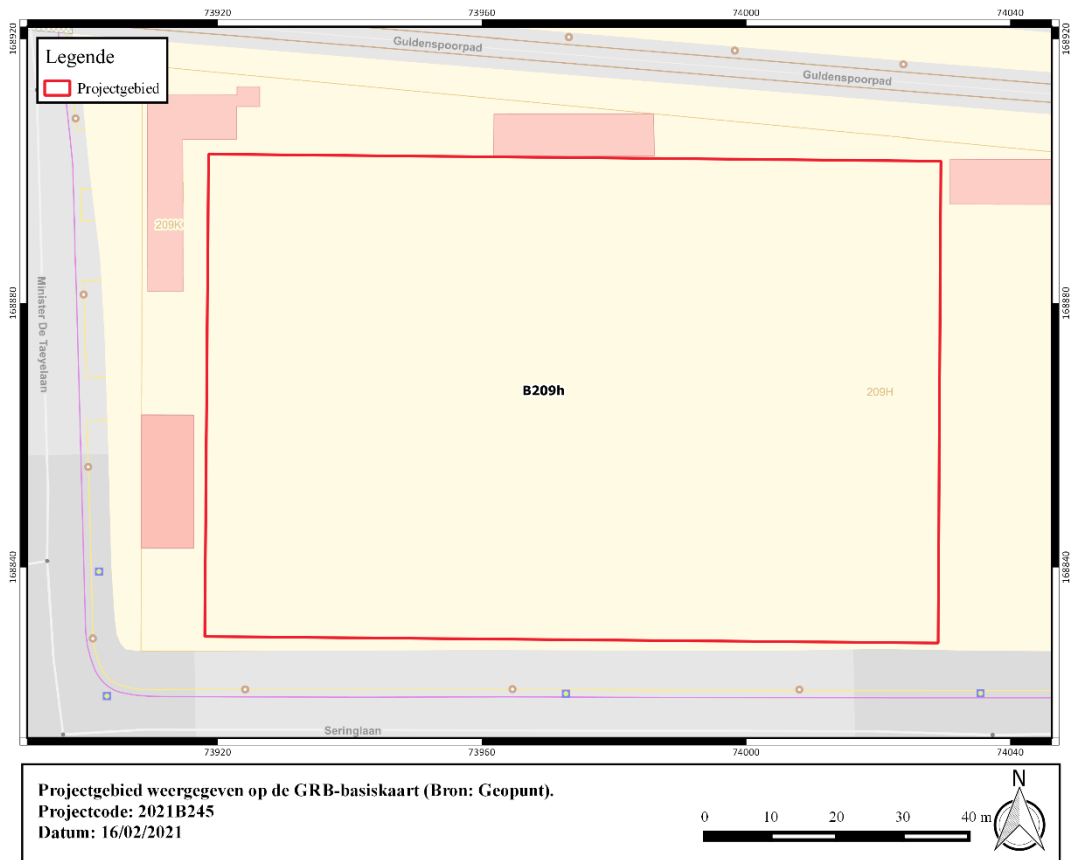 73920 73960 74000 74040
168920 168920
Legende
Projectgebied
Guldenspoorpad
Guldenspoorpad
209K
Minister De Taeyelaan
168880 168880
B209h
209H
168840 168840
Seringlaan
73920 73960 74000 74040
Projectgebied weergegeven op de GRB-basiskaart (Bron: Geopunt).
Projectcode: 2021B245
Datum: 16/02/2021
0 10 20 30 40 m
N